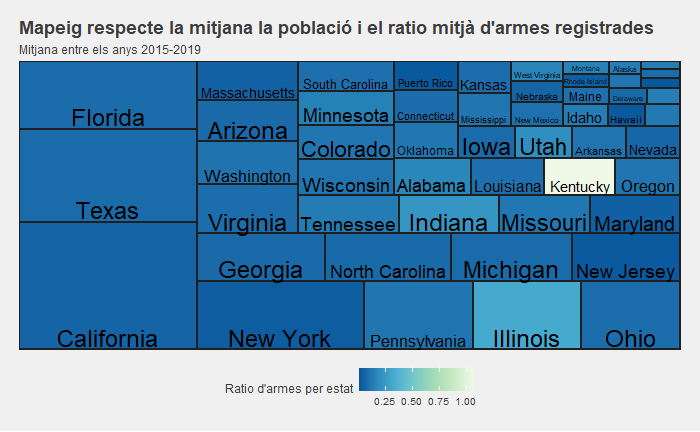 Mapeig respecte la mitjana la població i el ratio mitjà d'armes registrades
Mitjana entre els anys 2015-2019
Florida
Texas
California
Massachusetts
Arizona
Washington
Virginia
Georgia
New York
South Carolina
Minnesota
Colorado
Wisconsin
Tennessee
North Carolina
Pennsylvania
Puerto Rico
Connecticut
Oklahoma
Alabama
Indiana
Michigan
Illinois
Kansas
Mississippi
Iowa
Louisiana
Missouri
New Jersey
Ohio
West Virginia
Nebraska
New Mexico
Utah
Kentucky
Maryland
Montana
Rhode Island
Maine
Idaho
Arkansas
Oregon
Alaska
Delaware
Hawaii
Nevada
Ratio d'armes per estat
0.25 0.50 0.75 1.00